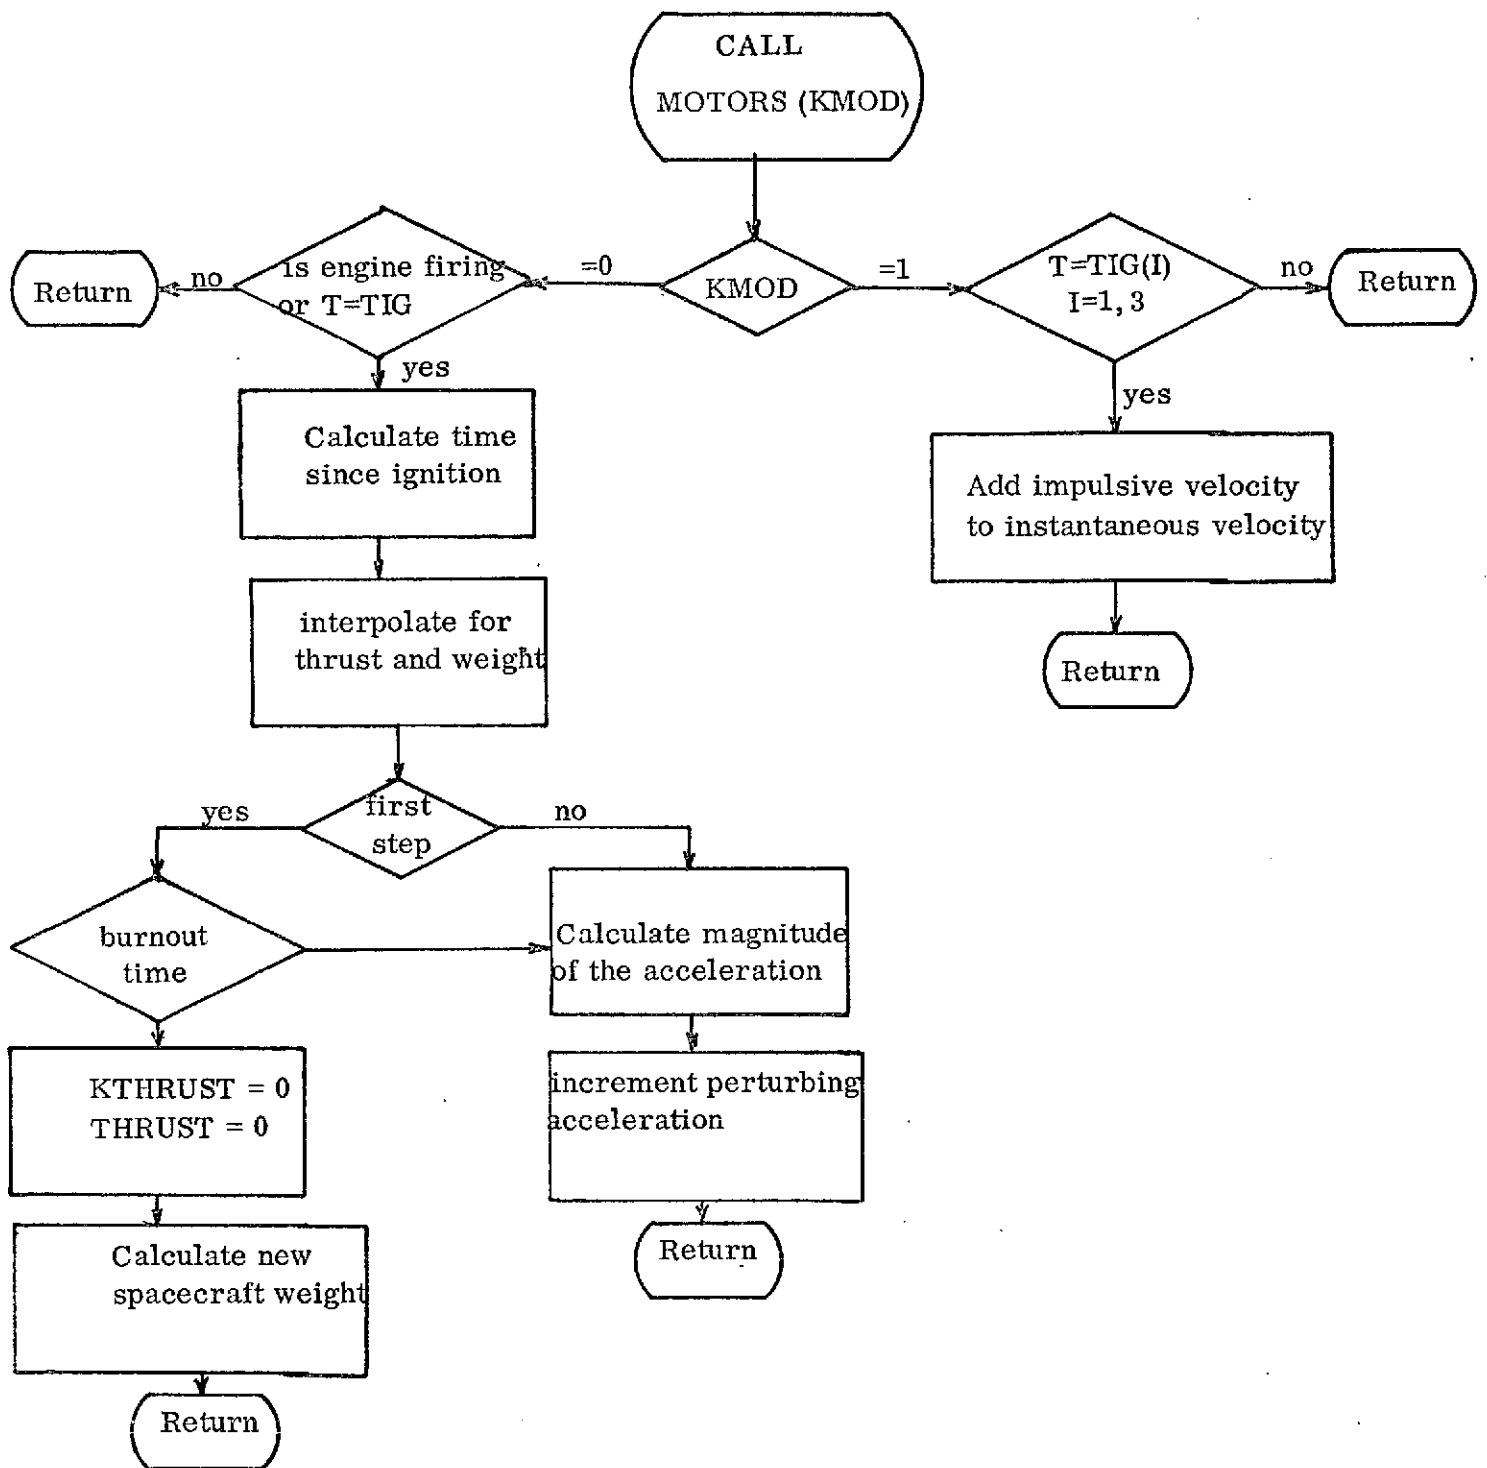 CALL
MOTORS (KMOD)
KMOD
=0
=1
is engine firing
or T=TIG
no
Return
yes
T=TIG(I)
I=1, 3
no
Return
yes
Calculate time
since ignition
Add impulsive velocity
to instantaneous velocity
Return
interpolate for
thrust and weight
first
step
yes
no
burnout
time
Calculate magnitude
of the acceleration
KTHRUST = 0
THRUST = 0
increment perturbing
acceleration
Return
Calculate new
spacecraft weight
Return